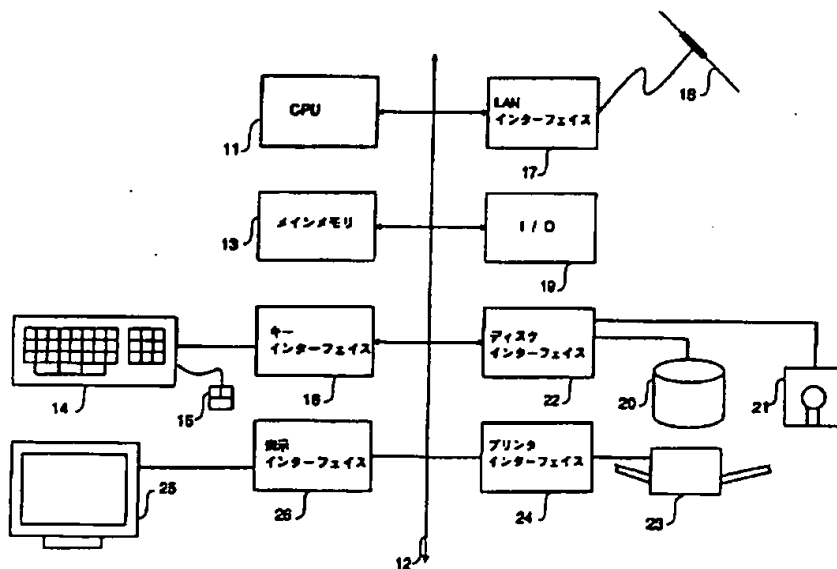 CPU
11
LAN
インターフェイス
17
18
メインメモリ
13
I/O
19
キー
インターフェイス
16
14
15
ディスク
インターフェイス
22
20
21
表示
インターフェイス
26
25
プリンタ
インターフェイス
24
23
12